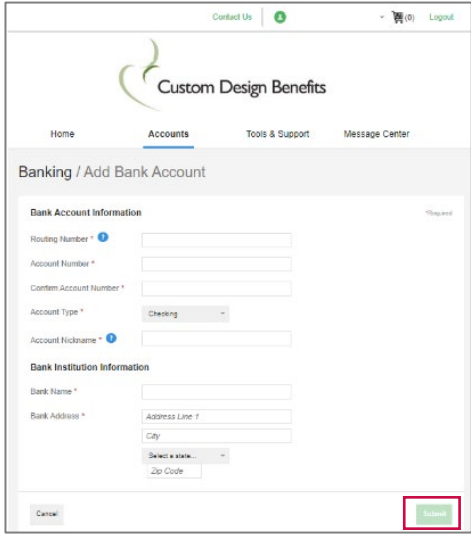 Contact Us (0) Logout
Custom Design Benefits
Home Accounts Tools & Support Message Center
Banking / Add Bank Account
Bank Account Information *Required
Routing Number * ?
Account Number *
Confirm Account Number *
Account Type * Checking
Account Nickname * ?
Bank Institution Information
Bank Name *
Bank Address * Address Line 1
City
Select a state...
Zip Code
Cancel Submit